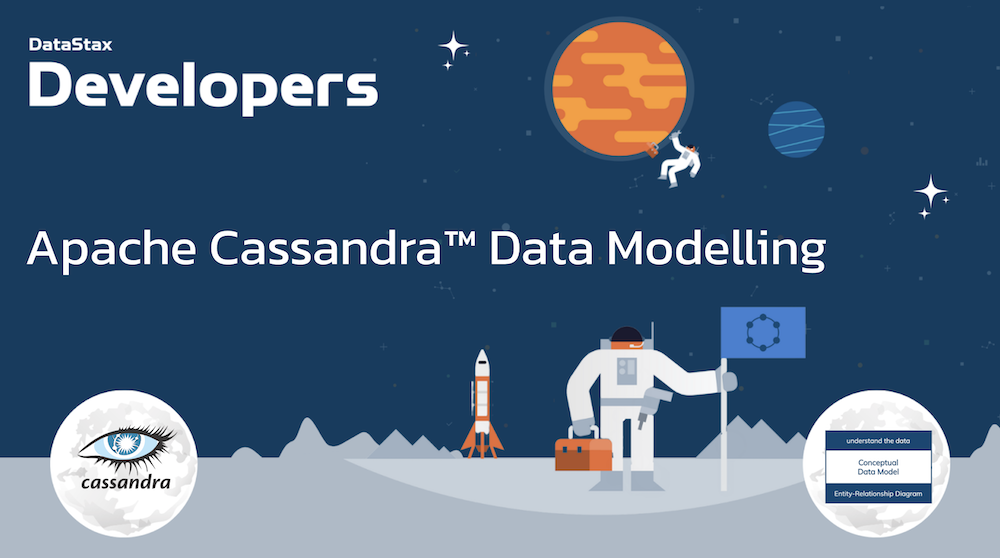 DataStax
Developers
Apache Cassandra™ Data Modelling
cassandra
understand the data
Conceptual
Data Model
Entity-Relationship Diagram